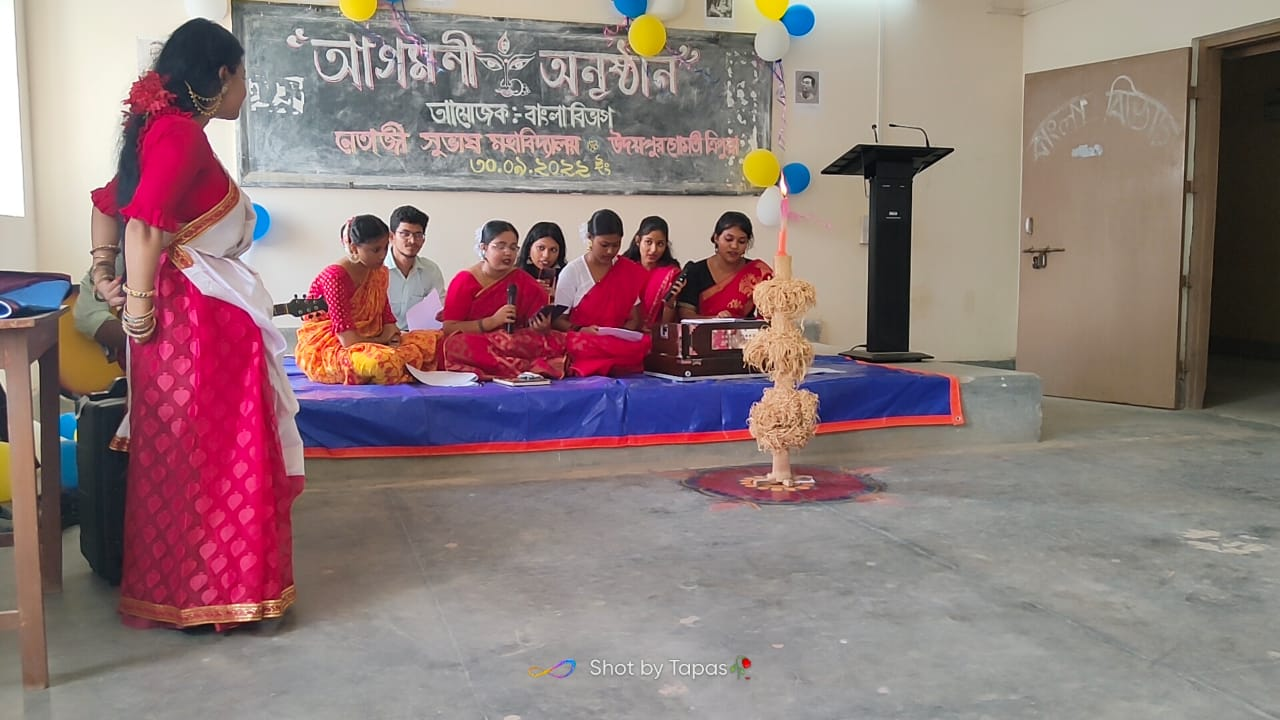 "আগমনী অনুষ্ঠান"
আয়োজক:- বাংলা বিভাগ
নেতাজী সুভাষ মহাবিদ্যালয় উদয়পুর গোমতী ত্রিপুরা
৩০.০৯.২০২২ ইং
বাংলা বিভাগ
Shot by Tapas